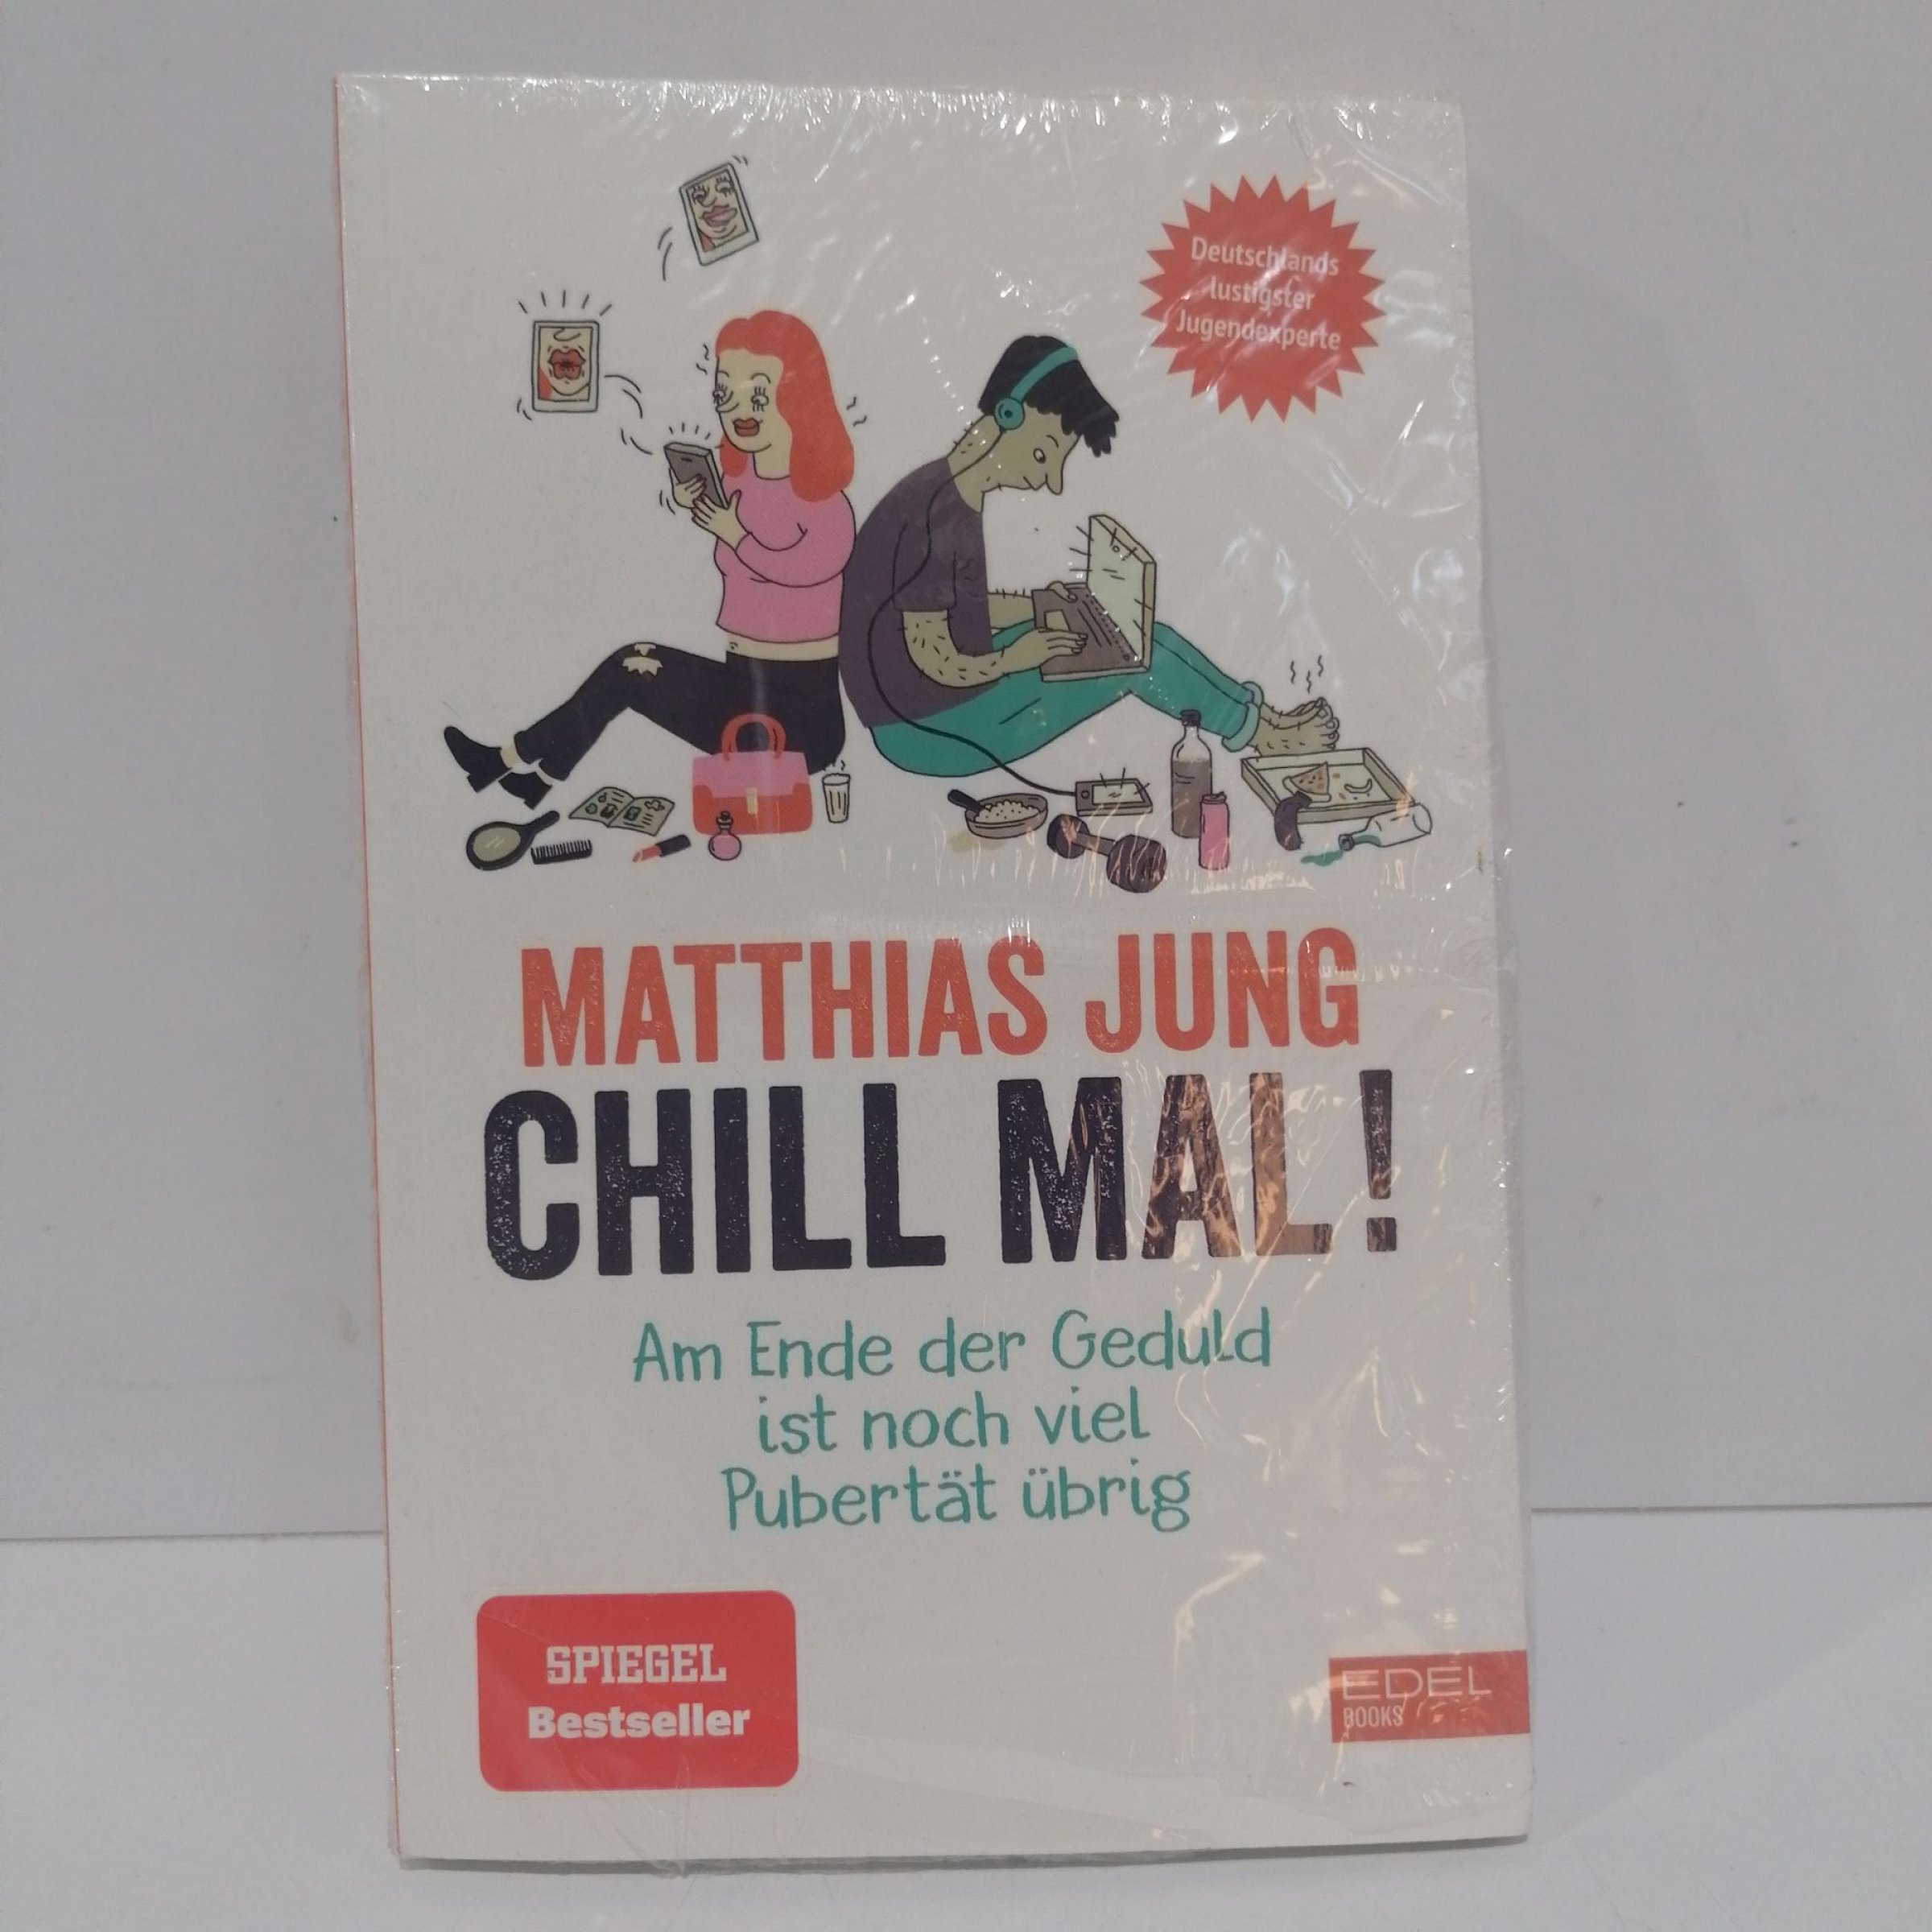 Deutschlands
lustigster
Jugendexperte
MATTHIAS JUNG
CHILL MAL!
Am Ende der Geduld
ist noch viel
Pubertät übrig
SPIEGEL
Bestseller
EDEL
BOOKS